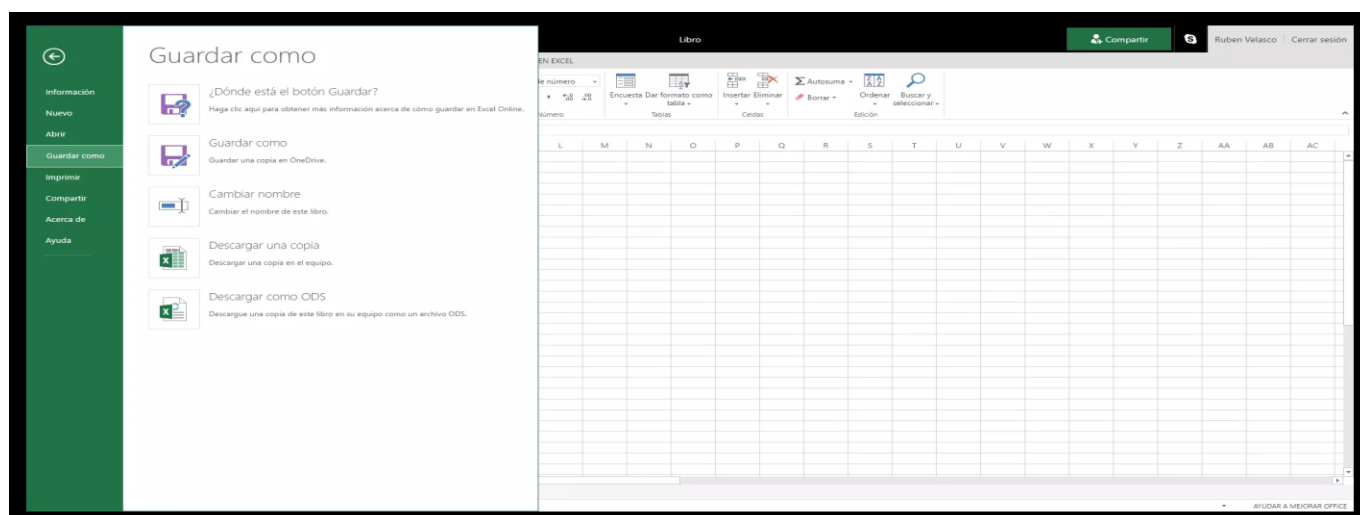 Libro
Compartir
Ruben Velasco
Cerrar sesión
Guardar como
Información
Nuevo
Abrir
Guardar como
Imprimir
Compartir
Acerca de
Ayuda
¿Dónde está el botón Guardar?
Haga clic aquí para obtener más información acerca de cómo guardar en Excel Online.
Guardar como
Guardar una copia en OneDrive.
Cambiar nombre
Cambiar el nombre de este libro.
Descargar una copia
Descargar una copia en el equipo.
Descargar como ODS
Descargue una copia de este libro en su equipo como un archivo ODS.
EN EXCEL
de número
Encuesta Dar formato como
tabla
Insertar Eliminar
Autosuma
Borrar
Ordenar
Buscar y
seleccionar
Número
Tablas
Celdas
Edición
L M N O P Q R S T U V W X Y Z AA AB AC
AYUDAR A MEJORAR OFFICE